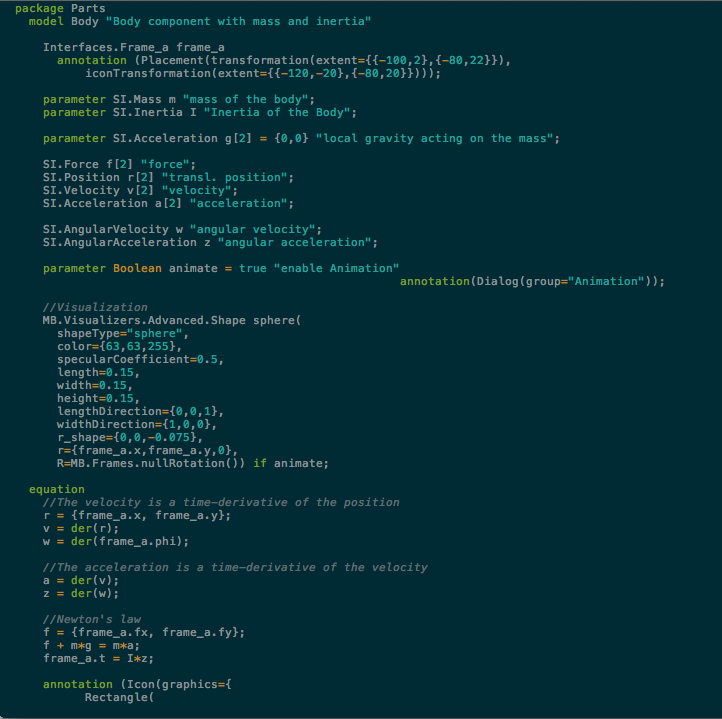 package Parts
model Body "Body component with mass and inertia"
Interfaces.Frame_a frame_a
annotation (Placement(transformation(extent={{-100,2},{-80,22}}),
iconTransformation(extent={{-120,-20},{-80,20}})));
parameter SI.Mass m "mass of the body";
parameter SI.Inertia I "Inertia of the Body";
parameter SI.Acceleration g[2] = {0,0} "local gravity acting on the mass";
SI.Force f[2] "force";
SI.Position r[2] "transl. position";
SI.Velocity v[2] "velocity";
SI.Acceleration a[2] "acceleration";
SI.AngularVelocity w "angular velocity";
SI.AngularAcceleration z "angular acceleration";
parameter Boolean animate = true "enable Animation"
annotation(Dialog(group="Animation"));
//Visualization
MB.Visualizers.Advanced.Shape sphere(
shapeType="sphere",
color={63,63,255},
specularCoefficient=0.5,
length=0.15,
width=0.15,
height=0.15,
lengthDirection={0,0,1},
widthDirection={1,0,0},
r_shape={0,0,-0.075},
r={frame_a.x,frame_a.y,0},
R=MB.Frames.nullRotation()) if animate;
equation
//The velocity is a time-derivative of the position
r = {frame_a.x, frame_a.y};
v = der(r);
w = der(frame_a.phi);
//The acceleration is a time-derivative of the velocity
a = der(v);
z = der(w);
//Newton's law
f = {frame_a.fx, frame_a.fy};
f + m*g = m*a;
frame_a.t = I*z;
annotation (Icon(graphics={
Rectangle(